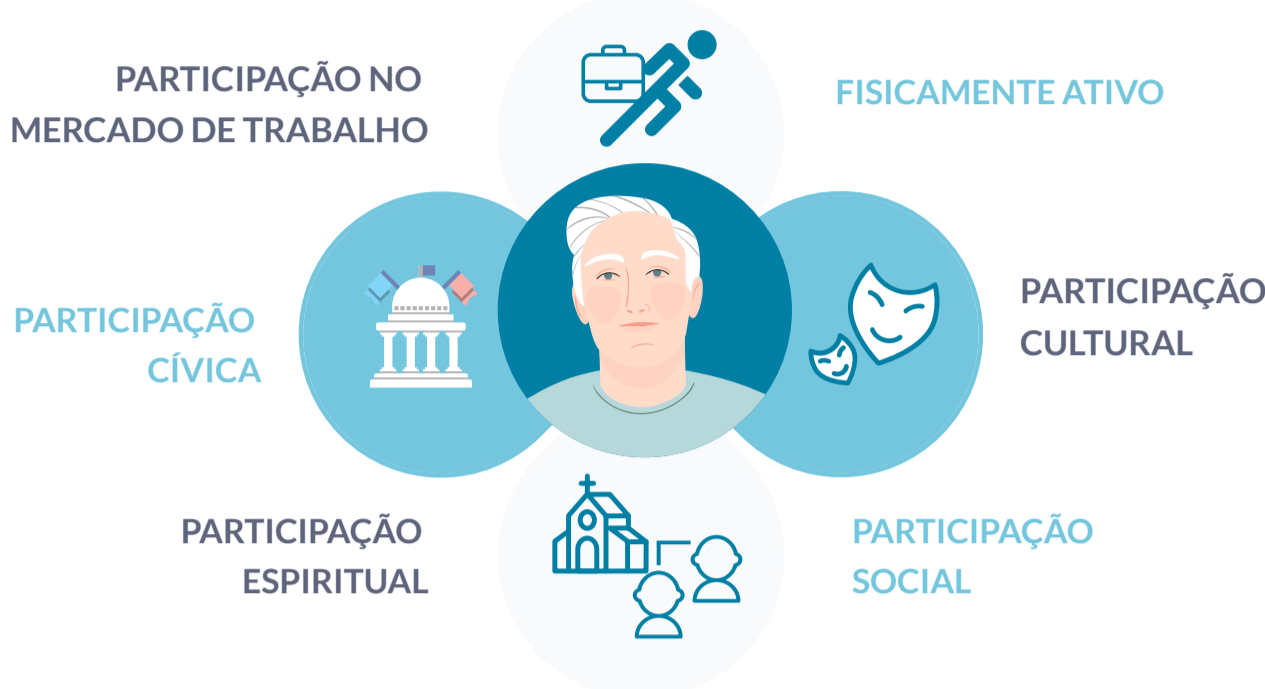 PARTICIPAÇÃO NO
MERCADO DE TRABALHO
FISICAMENTE ATIVO
PARTICIPAÇÃO
CÍVICA
PARTICIPAÇÃO
CULTURAL
PARTICIPAÇÃO
ESPIRITUAL
PARTICIPAÇÃO
SOCIAL